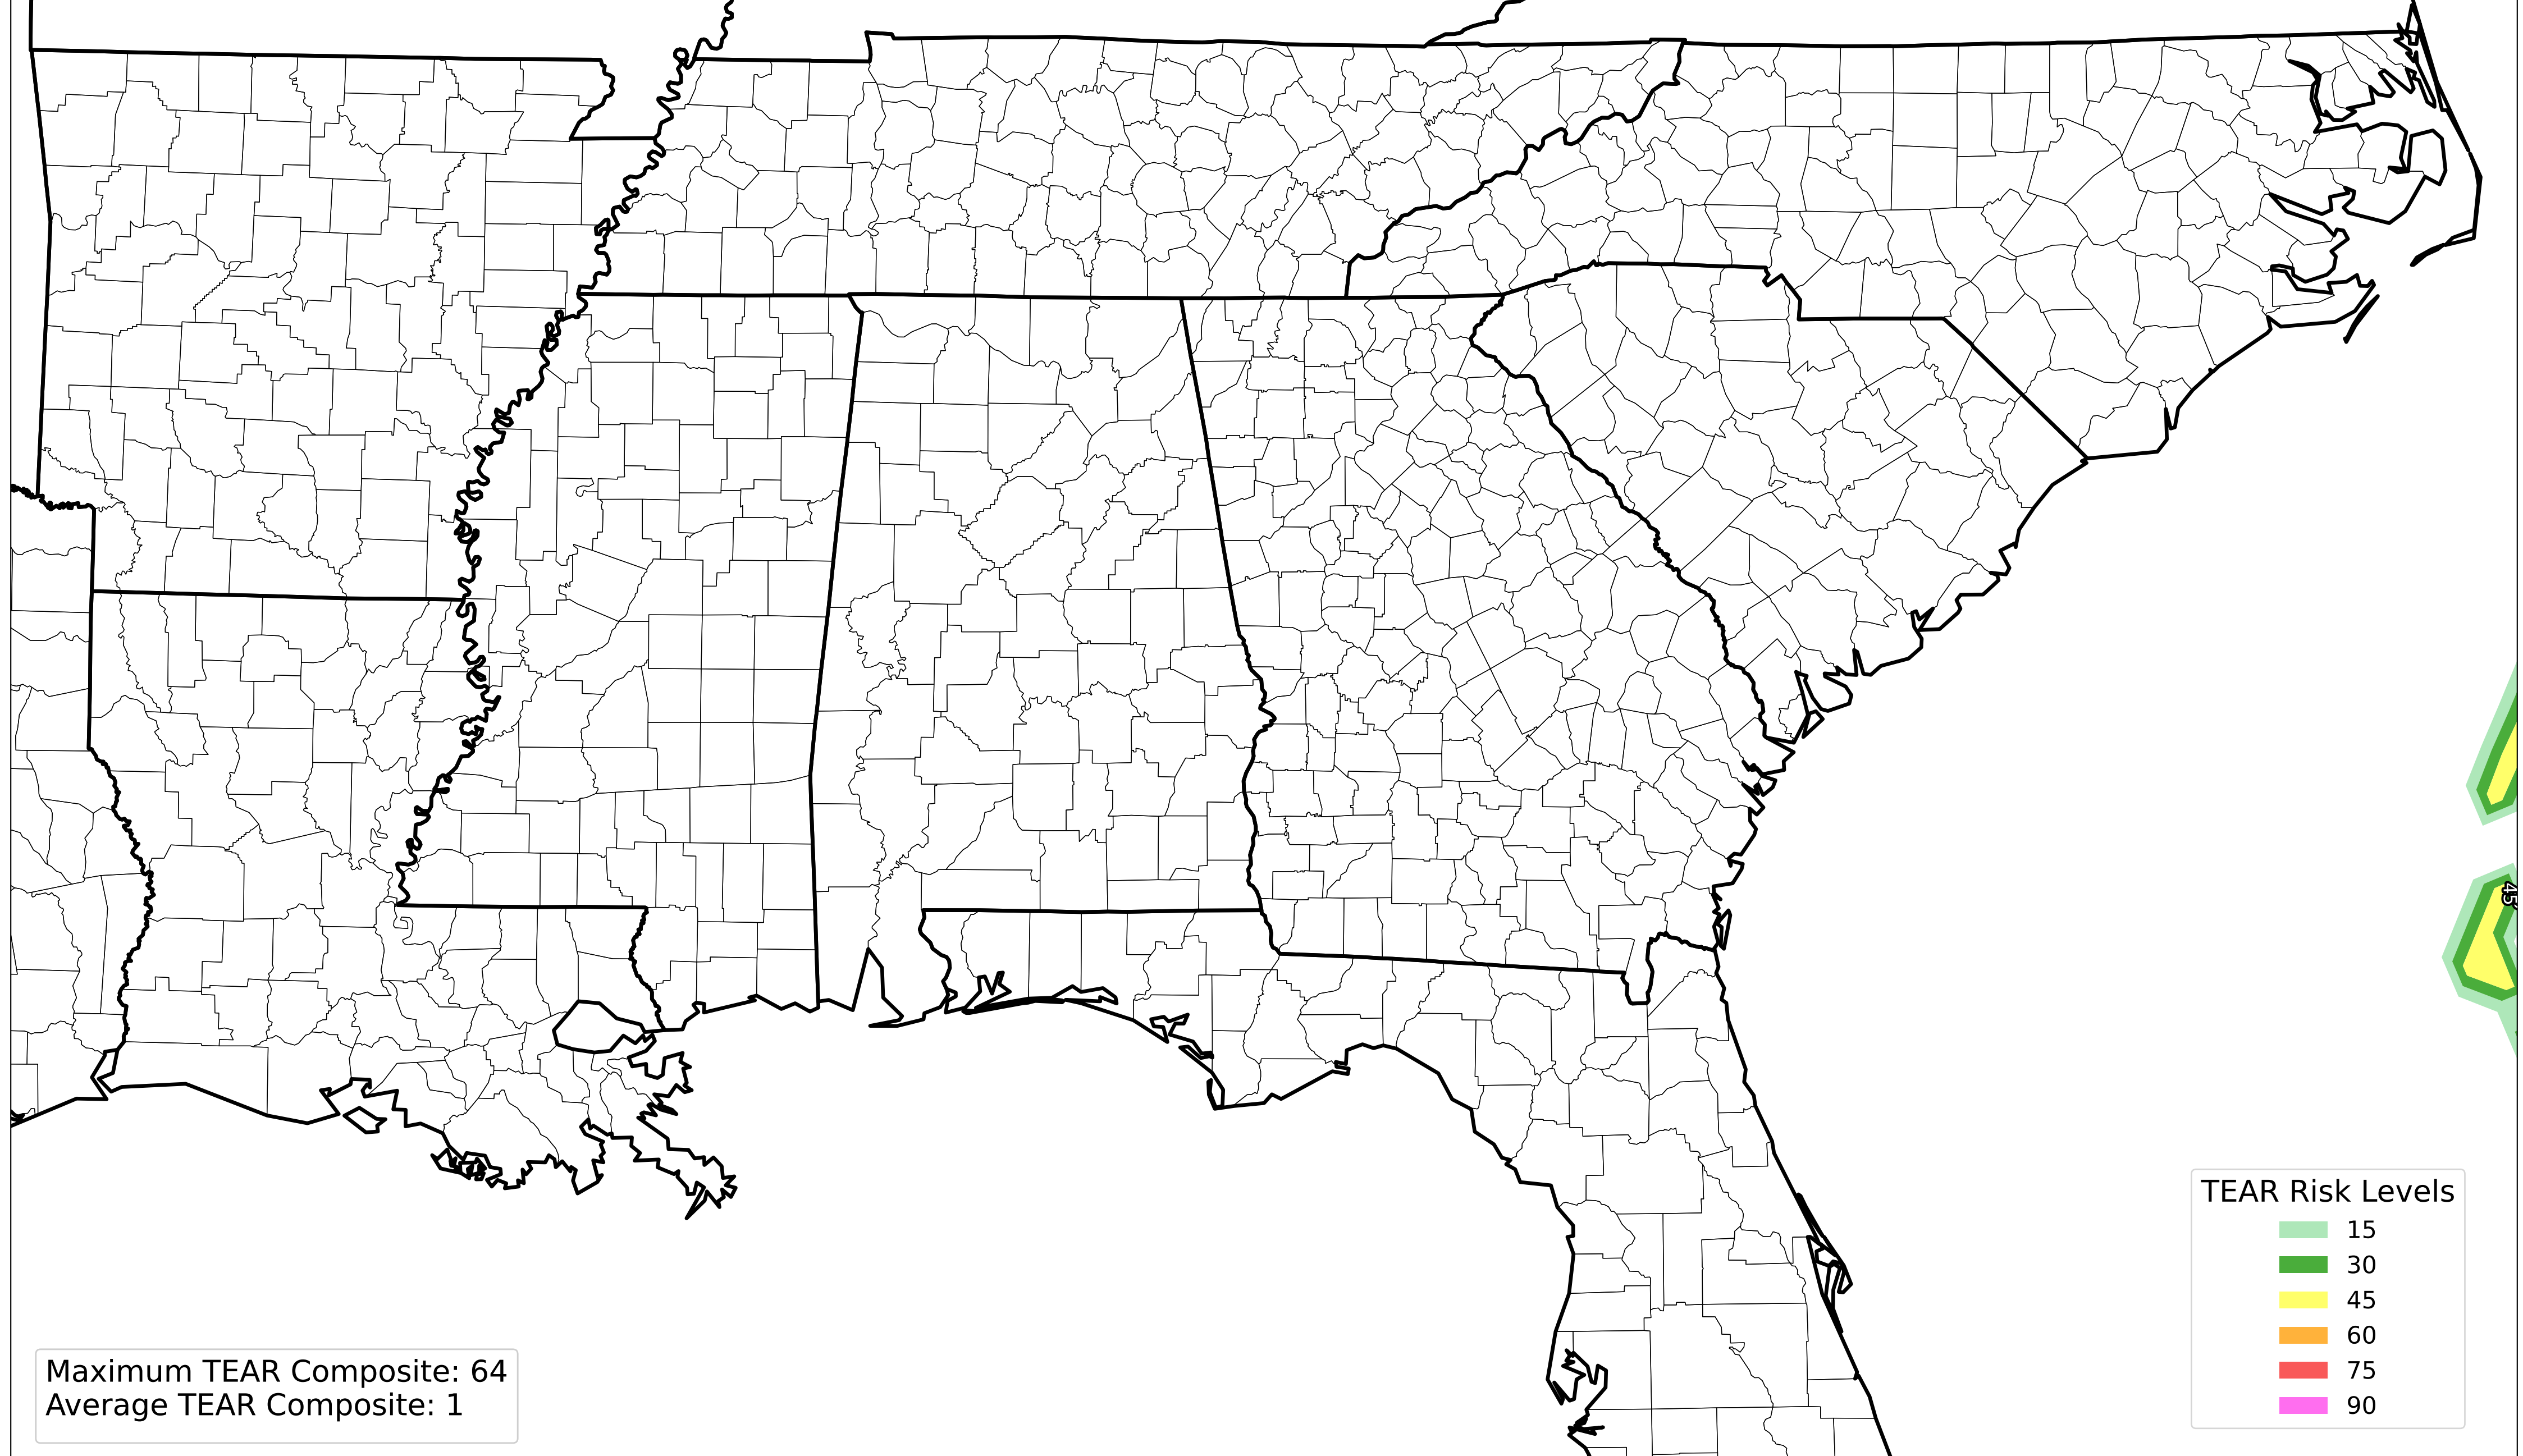 45
TEAR Risk Levels
15
30
45
60
75
90
Maximum TEAR Composite: 64
Average TEAR Composite: 1